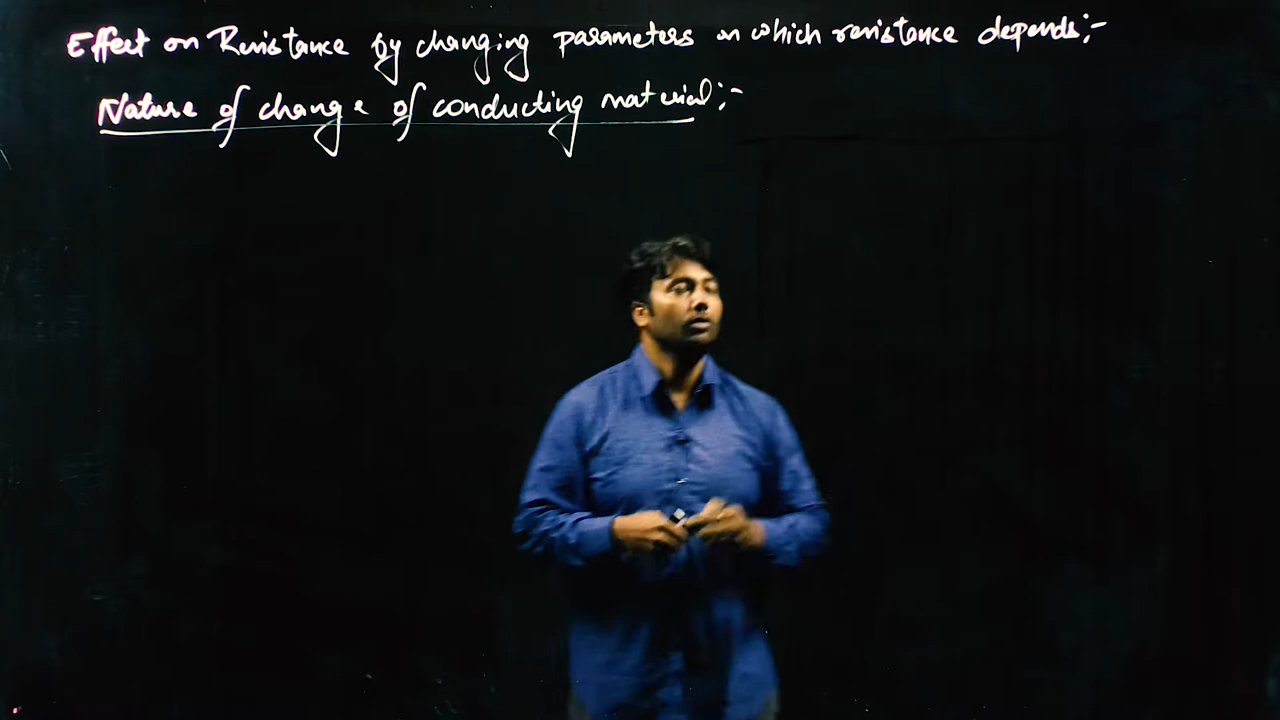 Effect on Resistance by changing parameters on which resistance depends:-
Nature of change of conducting material:-